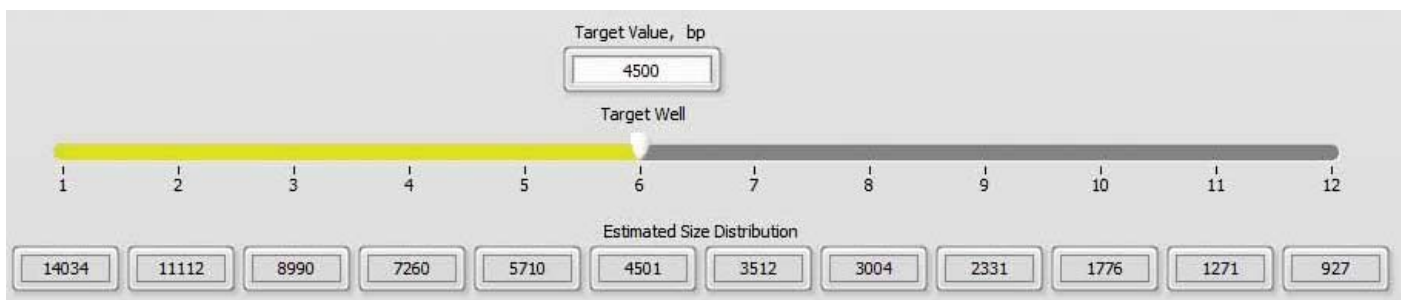 Target Value, bp
4500
Target Well
1 2 3 4 5 6 7 8 9 10 11 12
Estimated Size Distribution
14034 11112 8990 7260 5710 4501 3512 3004 2331 1776 1271 927